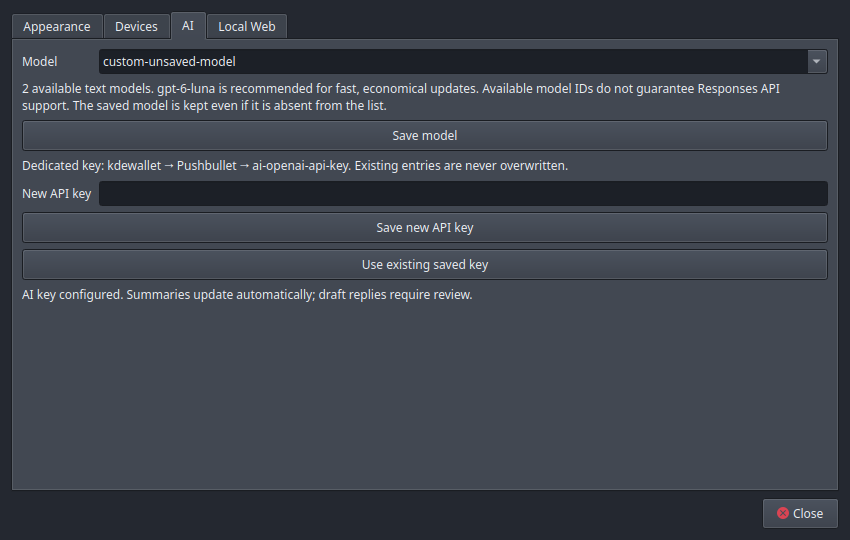 Appearance
Devices
AI
Local Web
Model
custom-unsaved-model
2 available text models. gpt-6-luna is recommended for fast, economical updates. Available model IDs do not guarantee Responses API
support. The saved model is kept even if it is absent from the list.
Save model
Dedicated key: kdewallet → Pushbullet → ai-openai-api-key. Existing entries are never overwritten.
New API key
Save new API key
Use existing saved key
AI key configured. Summaries update automatically; draft replies require review.
Close